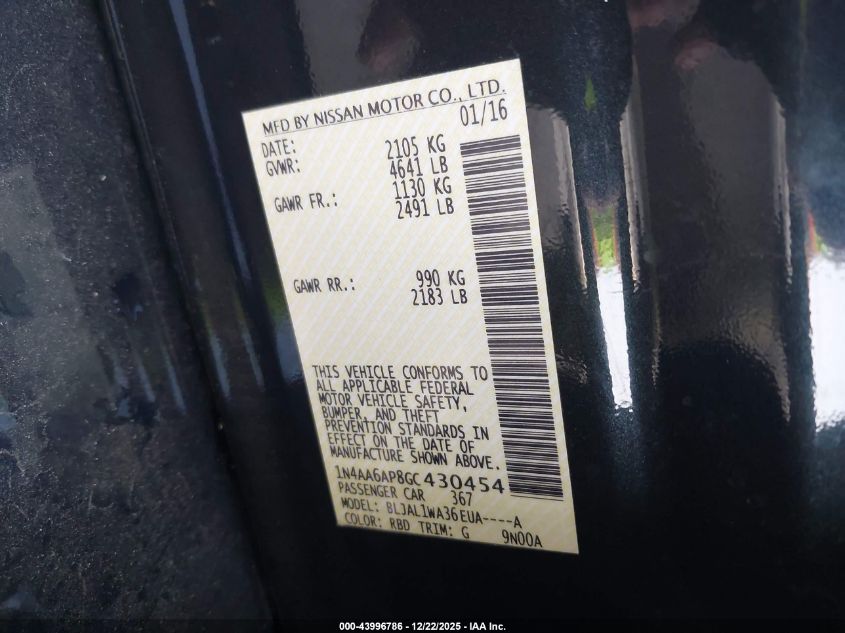 MFD BY NISSAN MOTOR CO., LTD.
DATE: 01/16
GVWR: 2105 KG
4641 LB
GAWR FR.: 1130 KG
2491 LB
GAWR RR.: 990 KG
2183 LB
THIS VEHICLE CONFORMS TO
ALL APPLICABLE FEDERAL
MOTOR VEHICLE SAFETY,
BUMPER, AND THEFT
PREVENTION STANDARDS IN
EFFECT ON THE DATE OF
MANUFACTURE SHOWN ABOVE.
1N4AA6AP8GC430454
PASSENGER CAR 367
MODEL: BLJAL1WA36EUA----A
COLOR: RBD TRIM: G 9N00A
000-43996786 - 12/22/2025 - IAA Inc.